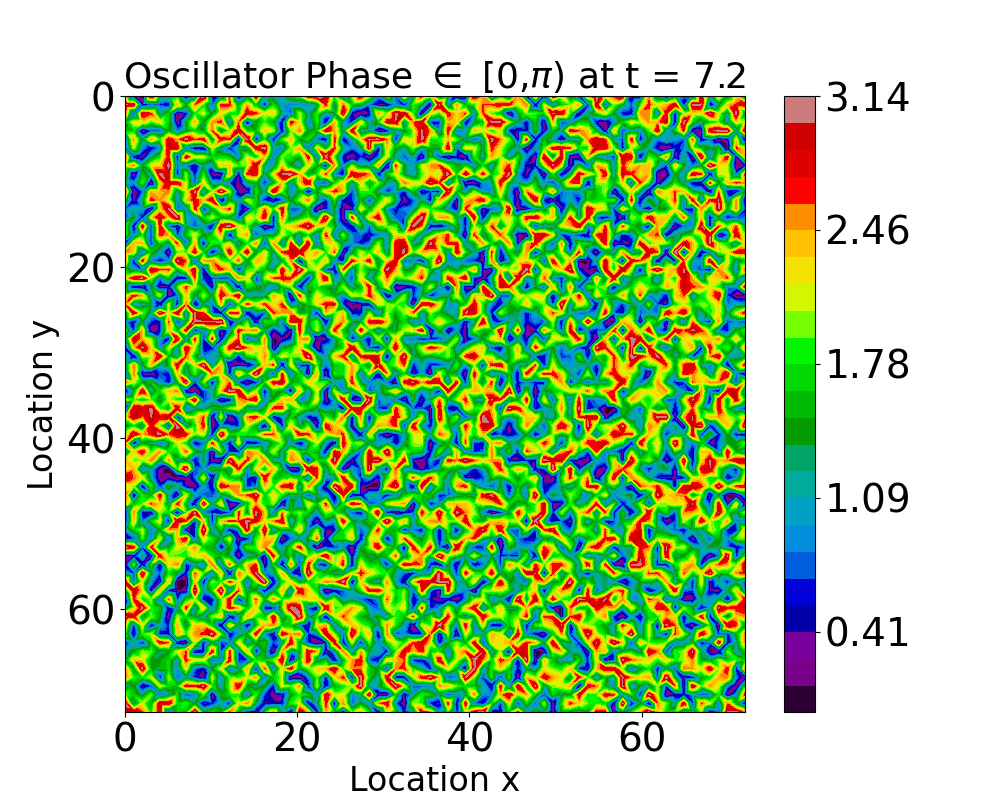 Oscillator Phase ∈ [0,π) at t = 7.2
0
20
40
60
Location y
0 20 40 60
Location x
3.14
2.46
1.78
1.09
0.41